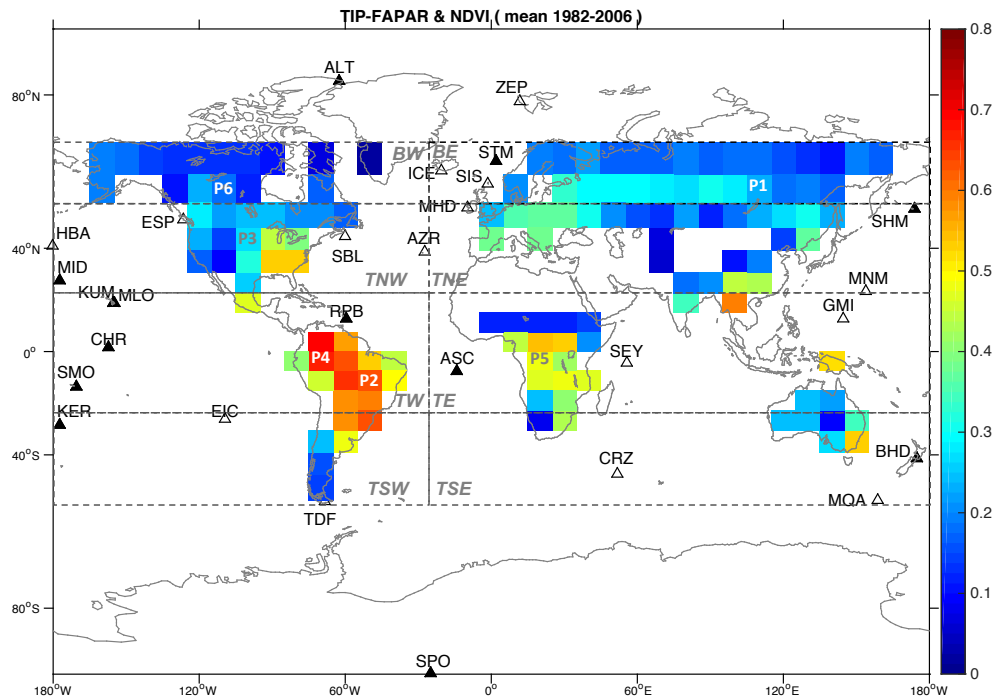 TIP-FAPAR & NDVI ( mean 1982-2006 )
0.8
ALT
80°N
ZEP
0.7
BW BE
STM
ICE
SIS
P6
P1
0.6
MHD
ESP
SHM
HBA
P3
AZR
40°N
SBL
0.5
MID
TNW TNE
MNM
KUM MLO
GMI
RPB
0.4
CHR
P4
ASC
P5
SEY
0°
SMO
P2
KER
EIC
TW TE
0.3
40°S
CRZ
BHD
TSW TSE
MQA
0.2
TDF
80°S
0.1
SPO
0
180°W 120°W 60°W 0° 60°E 120°E 180°W